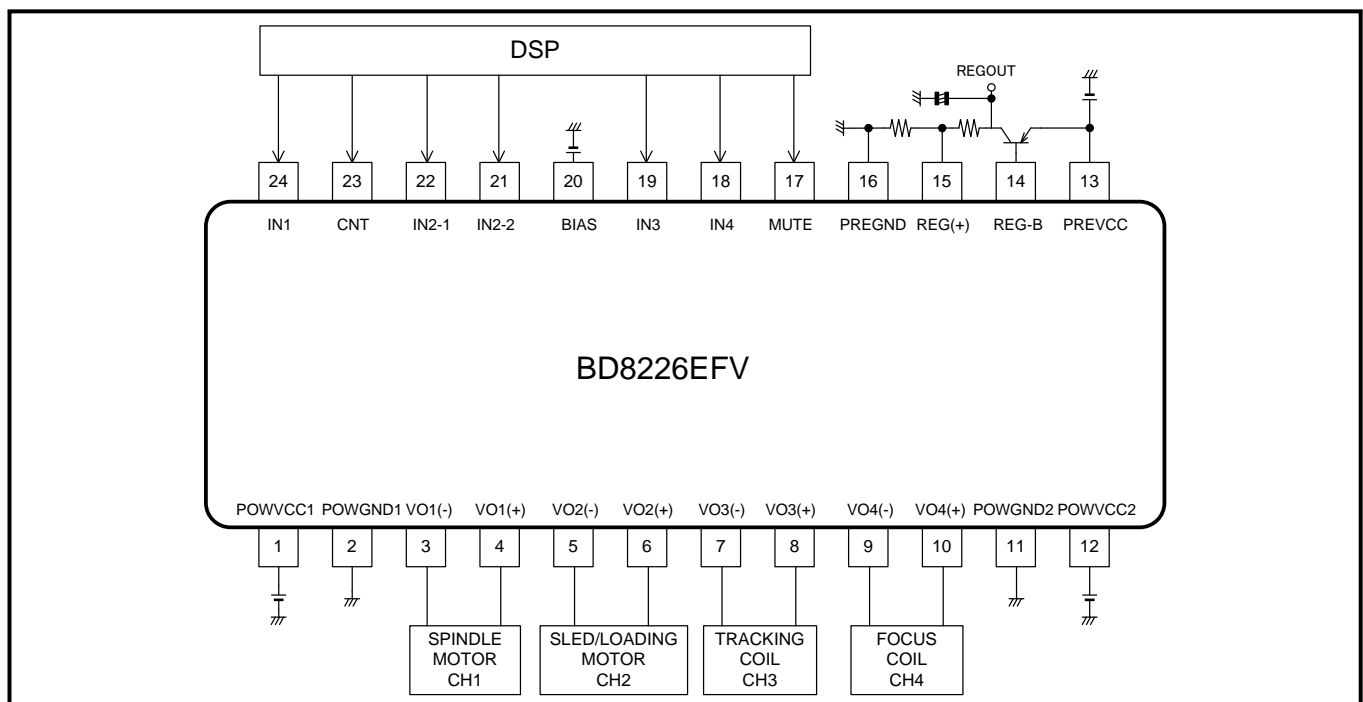 DSP
REGOUT
24 23 22 21 20 19 18 17 16 15 14 13
IN1 CNT IN2-1 IN2-2 BIAS IN3 IN4 MUTE PREGND REG(+) REG-B PREVCC
BD8226EFV
POWVCC1 POWGND1 VO1(-) VO1(+) VO2(-) VO2(+) VO3(-) VO3(+) VO4(-) VO4(+) POWGND2 POWVCC2
1 2 3 4 5 6 7 8 9 10 11 12
SPINDLE
MOTOR
CH1
SLED/LOADING
MOTOR
CH2
TRACKING
COIL
CH3
FOCUS
COIL
CH4